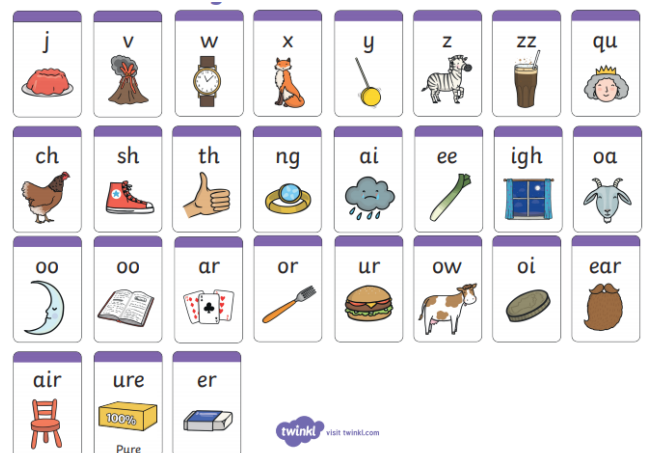 j v w x y z zz qu
ch sh th ng ai ee igh oa
oo oo ar or ur ow oi ear
air ure er
100%
twinkl visit twinkl.com
Pure